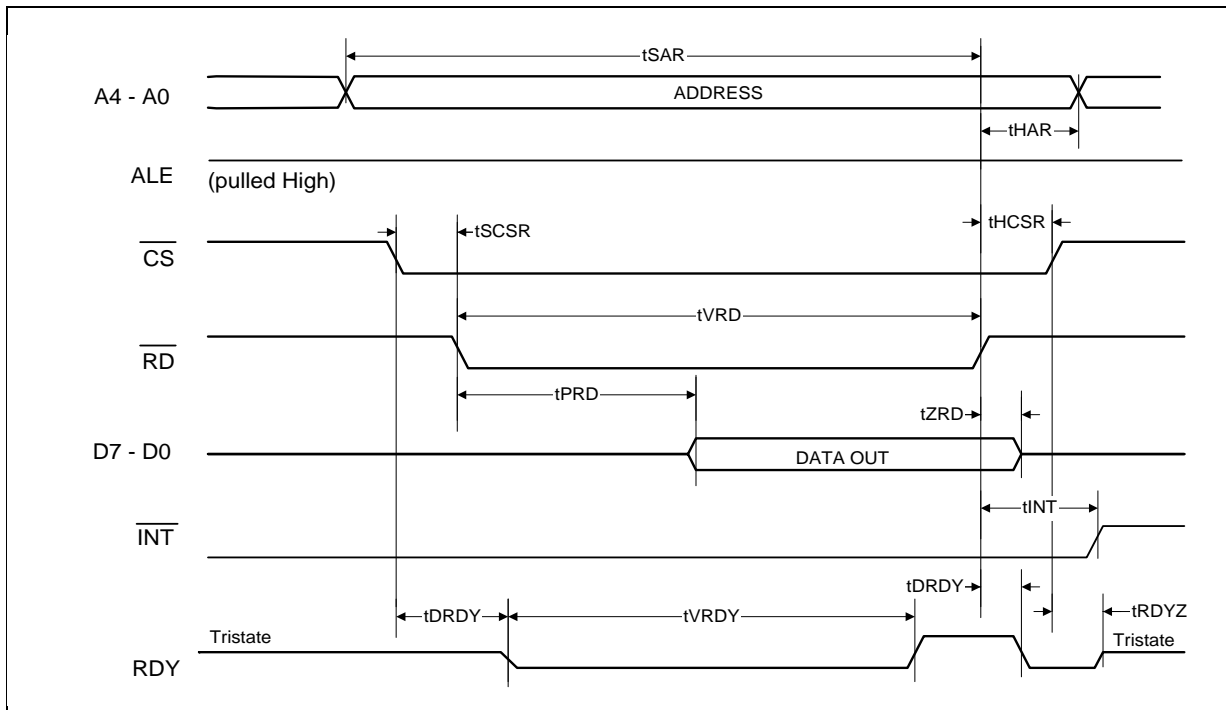 tSAR
A4 - A0
ADDRESS
tHAR
ALE
(pulled High)
tSCSR
tHCSR
CS
tVRD
RD
tPRD
tZRD
D7 - D0
DATA OUT
INT
tINT
tDRDY
tDRDY
tVRDY
tRDYZ
Tristate
Tristate
RDY